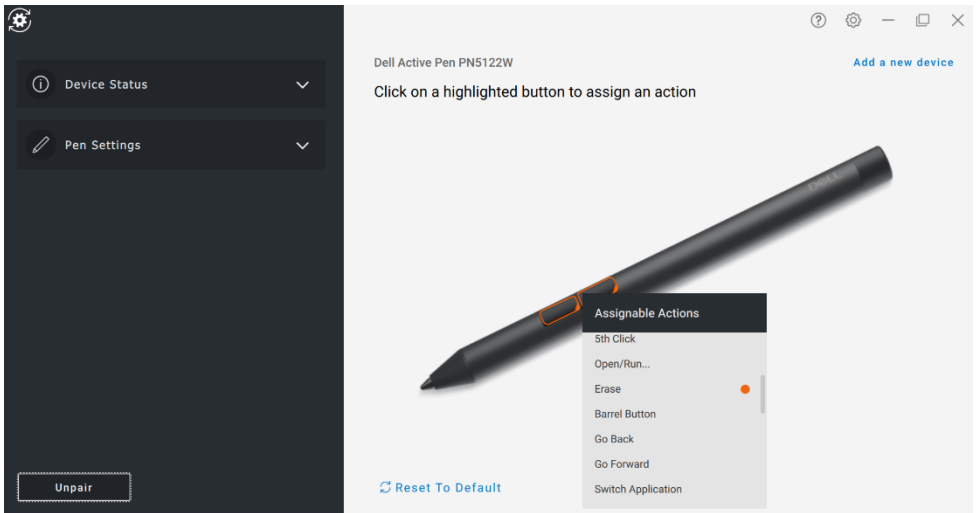 Device Status
Pen Settings
Unpair
Dell Active Pen PN5122W
Add a new device
Click on a highlighted button to assign an action
DELL
Assignable Actions
5th Click
Open/Run...
Erase
Barrel Button
Go Back
Go Forward
Switch Application
Reset To Default